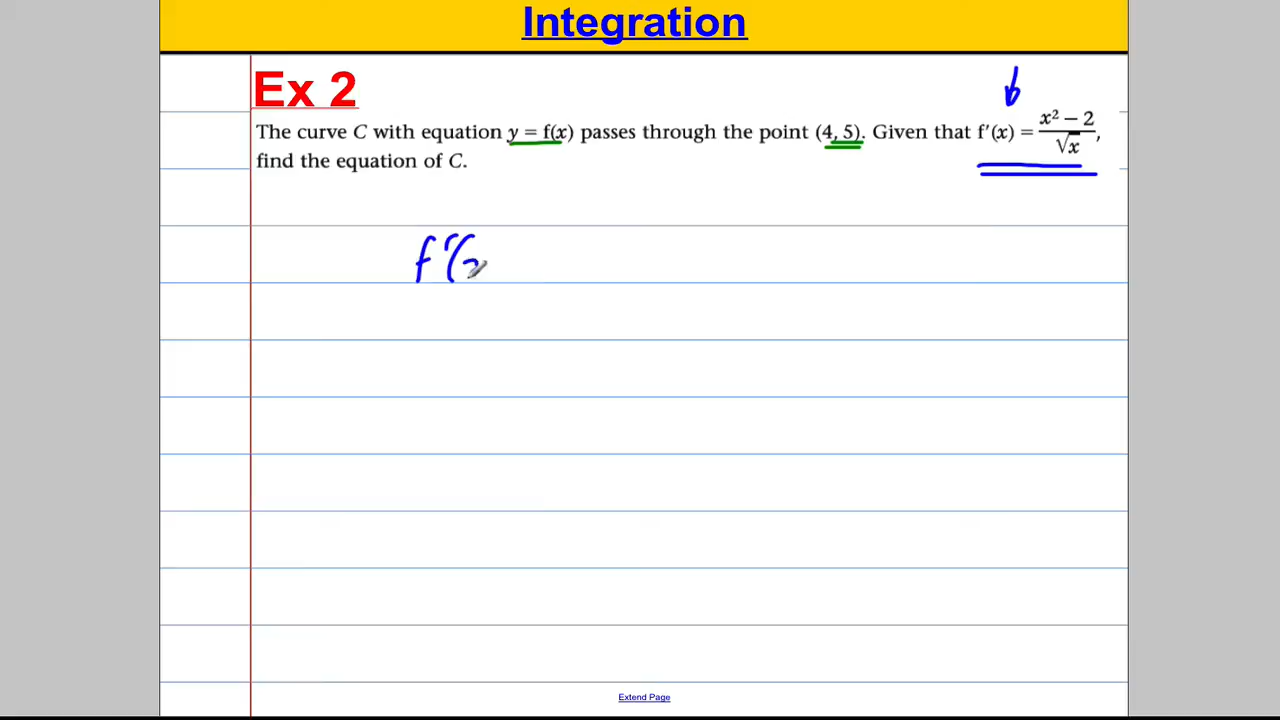 Integration
Ex 2
The curve C with equation y = f(x) passes through the point (4, 5). Given that f′(x) = x² − 2 / √x,
find the equation of C.
f'(
Extend Page